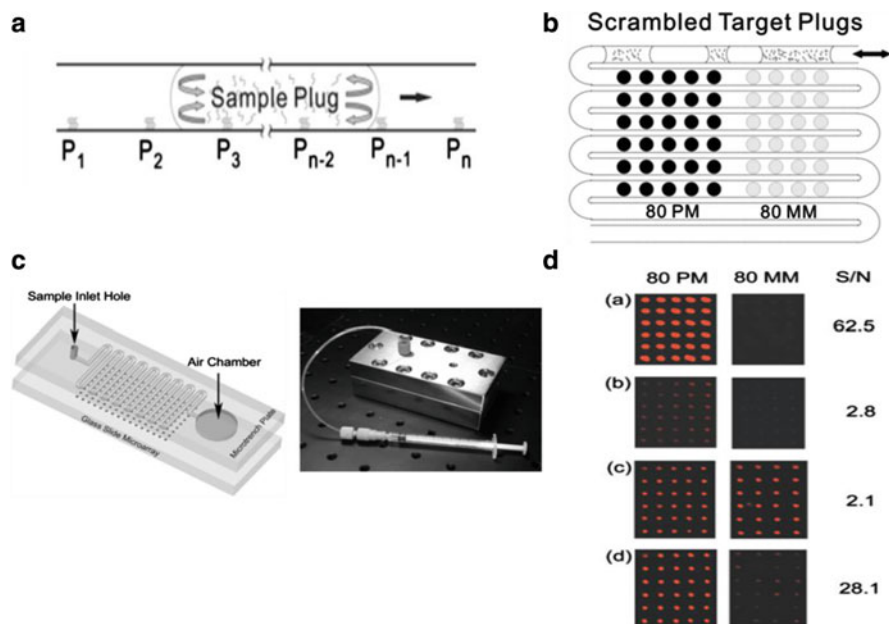 a
Sample Plug
P1 P2 P3 Pn-2 Pn-1 Pn
b
Scrambled Target Plugs
80 PM 80 MM
c
Sample Inlet Hole
Air Chamber
Glass Slide Microarray
Microtrench Plate
d
80 PM 80 MM S/N
(a) 62.5
(b) 2.8
(c) 2.1
(d) 28.1